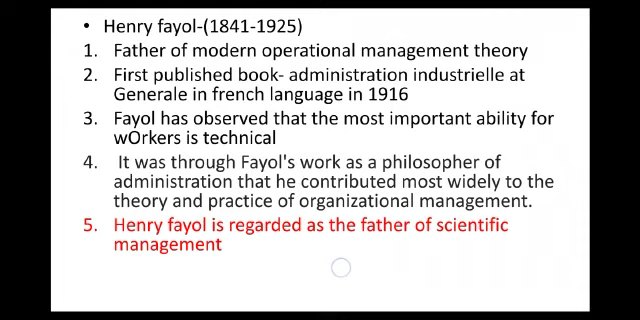 • Henry fayol-(1841-1925)
1. Father of modern operational management theory
2. First published book- administration industrielle at
Generale in french language in 1916
3. Fayol has observed that the most important ability for
wOrkers is technical
4. It was through Fayol's work as a philosopher of
administration that he contributed most widely to the
theory and practice of organizational management.
5. Henry fayol is regarded as the father of scientific
management